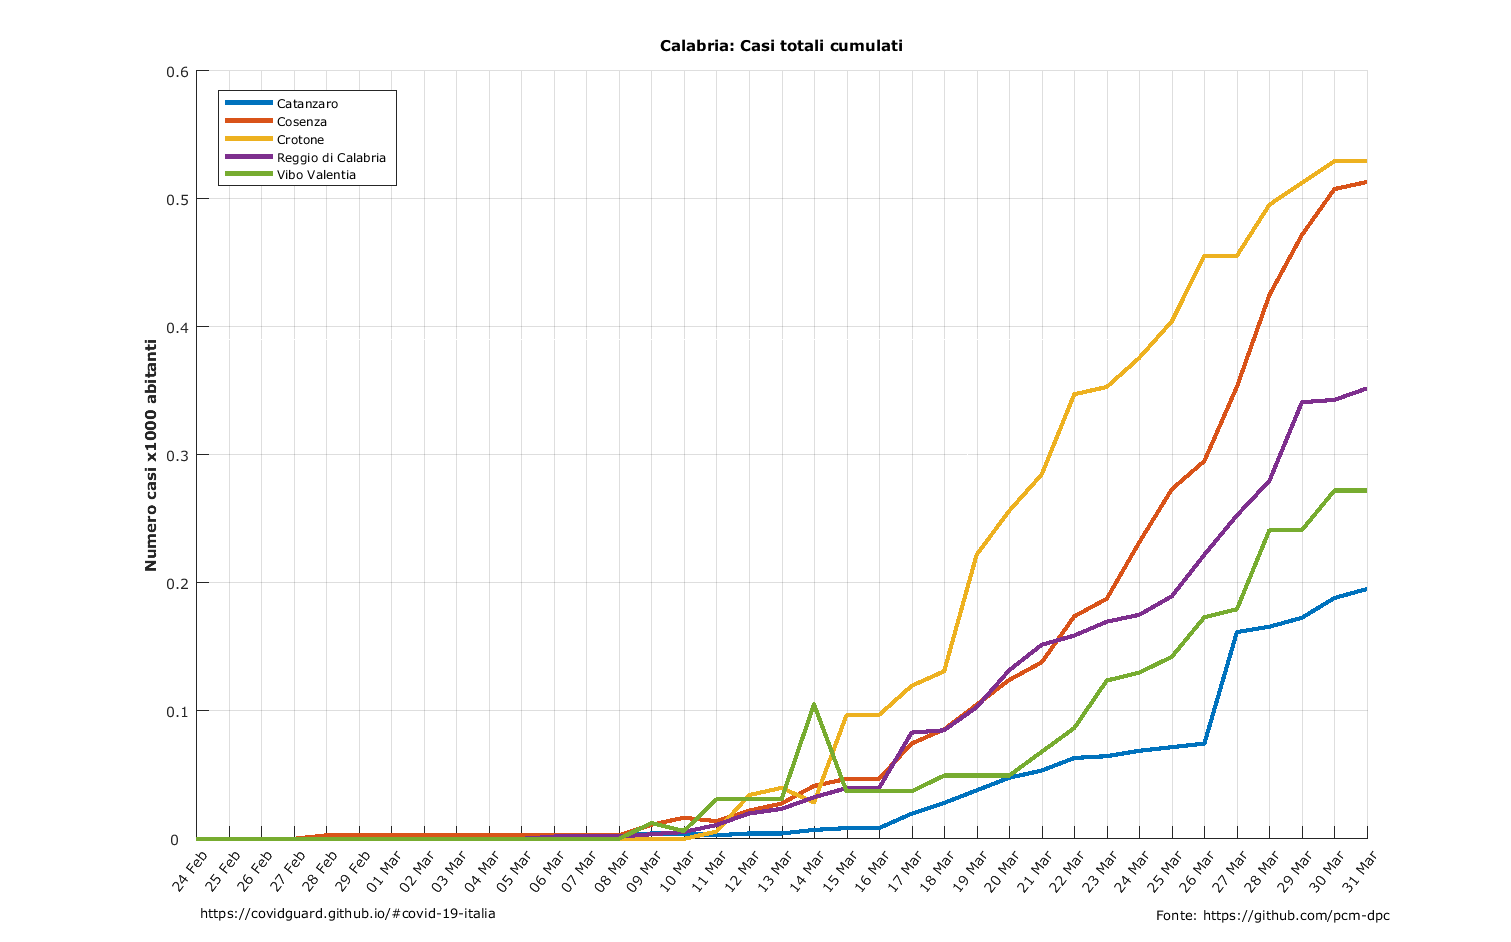 Calabria: Casi totali cumulati
Numero casi x1000 abitanti
0.6
0.5
0.4
0.3
0.2
0.1
0
Catanzaro
Cosenza
Crotone
Reggio di Calabria
Vibo Valentia
24 Feb
25 Feb
26 Feb
27 Feb
28 Feb
29 Feb
01 Mar
02 Mar
03 Mar
04 Mar
05 Mar
06 Mar
07 Mar
08 Mar
09 Mar
10 Mar
11 Mar
12 Mar
13 Mar
14 Mar
15 Mar
16 Mar
17 Mar
18 Mar
19 Mar
20 Mar
21 Mar
22 Mar
23 Mar
24 Mar
25 Mar
26 Mar
27 Mar
28 Mar
29 Mar
30 Mar
31 Mar
https://covidguard.github.io/#covid-19-italia
Fonte: https://github.com/pcm-dpc